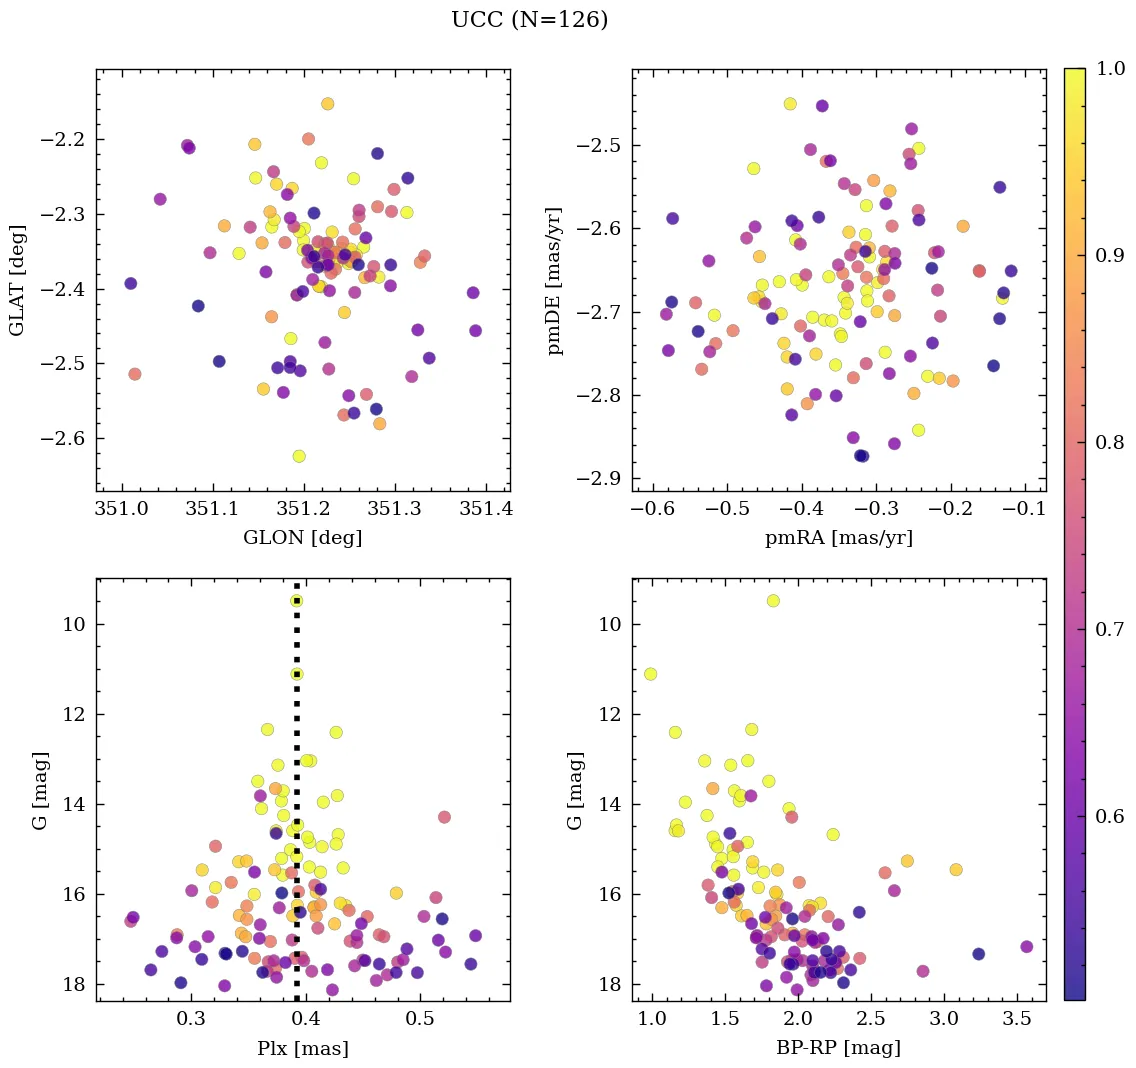 UCC (N=126)
−2.2
−2.3
−2.4
−2.5
−2.6
GLAT [deg]
351.0 351.1 351.2 351.3 351.4
GLON [deg]
−2.5
−2.6
−2.7
−2.8
−2.9
pmDE [mas/yr]
−0.6 −0.5 −0.4 −0.3 −0.2 −0.1
pmRA [mas/yr]
1.0
0.9
0.8
0.7
0.6
10
12
14
16
18
G [mag]
0.3 0.4 0.5
Plx [mas]
10
12
14
16
18
G [mag]
1.0 1.5 2.0 2.5 3.0 3.5
BP-RP [mag]